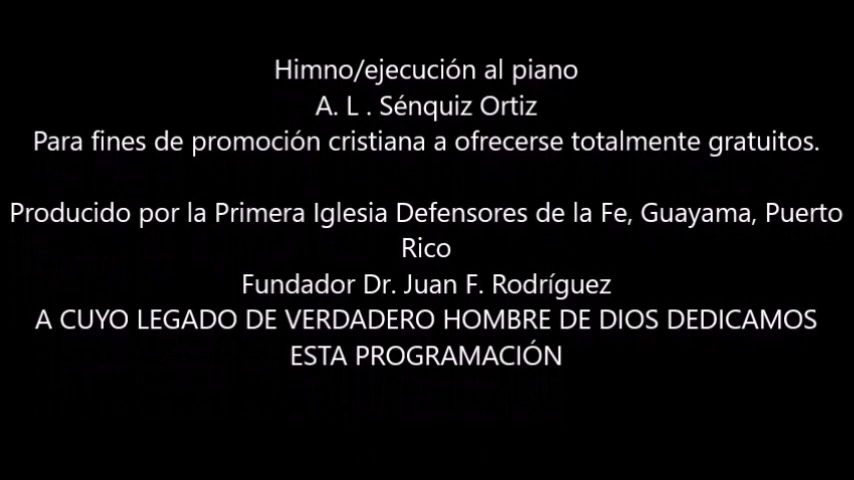 Himno/ejecución al piano
A. L . Sénquiz Ortiz
Para fines de promoción cristiana a ofrecerse totalmente gratuitos.
Producido por la Primera Iglesia Defensores de la Fe, Guayama, Puerto
Rico
Fundador Dr. Juan F. Rodríguez
A CUYO LEGADO DE VERDADERO HOMBRE DE DIOS DEDICAMOS
ESTA PROGRAMACIÓN